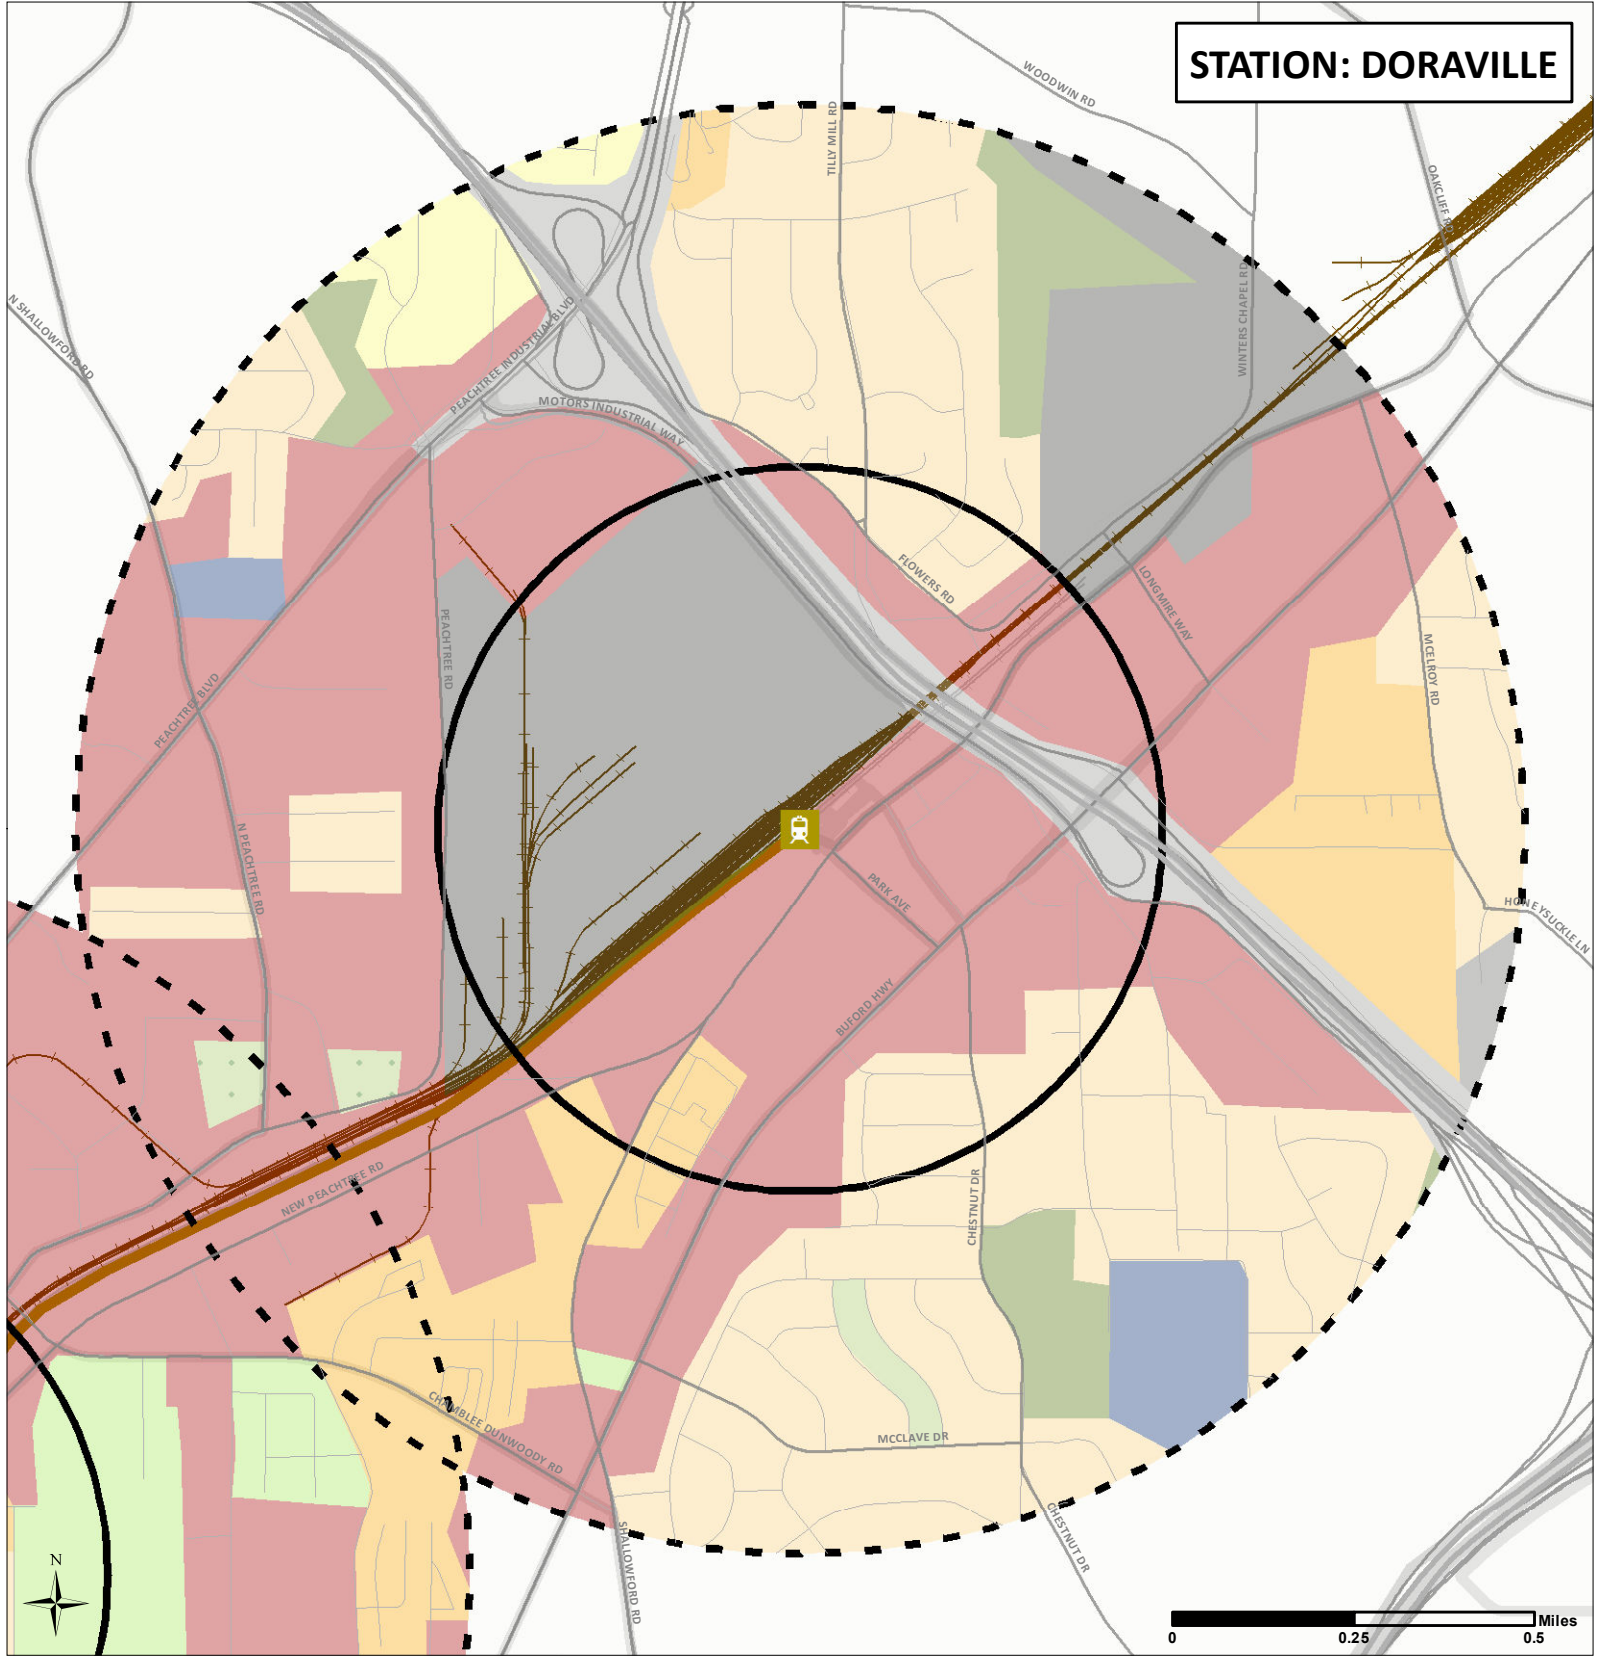 STATION: DORAVILLE
WOODWIN RD
TILLY MILL RD
OAKCLIFF RD
N SHALLOWFORD RD
WINTERS CHAPEL RD
PEACHTREE INDUSTRIAL BLVD
MOTORS INDUSTRIAL WAY
FLOWERS RD
LONGMIRE WAY
PEACHTREE RD
MCELROY RD
PEACHTREE BLVD
N PEACHTREE RD
PARK AVE
HONEYSUCKLE LN
BUFORD HWY
NEW PEACHTREE RD
CHESTNUT DR
CHAMBLEE DUNWOODY RD
MCCLAVE DR
CHESTNUT DR
SHALLOWFORD RD
N
Miles
0 0.25 0.5